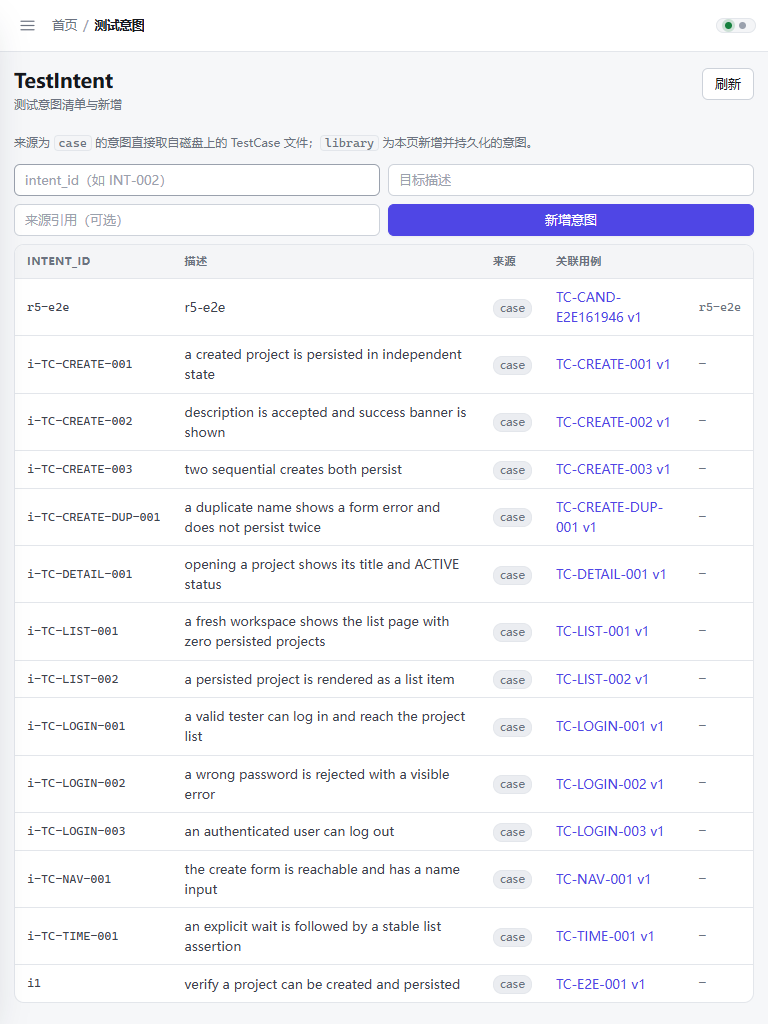 首页 / 测试意图
TestIntent
刷新
测试意图清单与新增
来源为 case 的意图直接取自磁盘上的 TestCase 文件； library 为本页新增并持久化的意图。
intent_id（如 INT-002）
目标描述
来源引用（可选）
新增意图
INTENT_ID 描述 来源 关联用例
r5-e2e r5-e2e case TC-CAND- r5-e2e
E2E161946 v1
i-TC-CREATE-001 a created project is persisted in independent case TC-CREATE-001 v1 —
state
i-TC-CREATE-002 description is accepted and success banner is case TC-CREATE-002 v1 —
shown
i-TC-CREATE-003 two sequential creates both persist case TC-CREATE-003 v1 —
i-TC-CREATE-DUP-001 a duplicate name shows a form error and case TC-CREATE-DUP- —
does not persist twice 001 v1
i-TC-DETAIL-001 opening a project shows its title and ACTIVE case TC-DETAIL-001 v1 —
status
i-TC-LIST-001 a fresh workspace shows the list page with case TC-LIST-001 v1 —
zero persisted projects
i-TC-LIST-002 a persisted project is rendered as a list item case TC-LIST-002 v1 —
i-TC-LOGIN-001 a valid tester can log in and reach the project case TC-LOGIN-001 v1 —
list
i-TC-LOGIN-002 a wrong password is rejected with a visible case TC-LOGIN-002 v1 —
error
i-TC-LOGIN-003 an authenticated user can log out case TC-LOGIN-003 v1 —
i-TC-NAV-001 the create form is reachable and has a name case TC-NAV-001 v1 —
input
i-TC-TIME-001 an explicit wait is followed by a stable list case TC-TIME-001 v1 —
assertion
i1 verify a project can be created and persisted case TC-E2E-001 v1 —